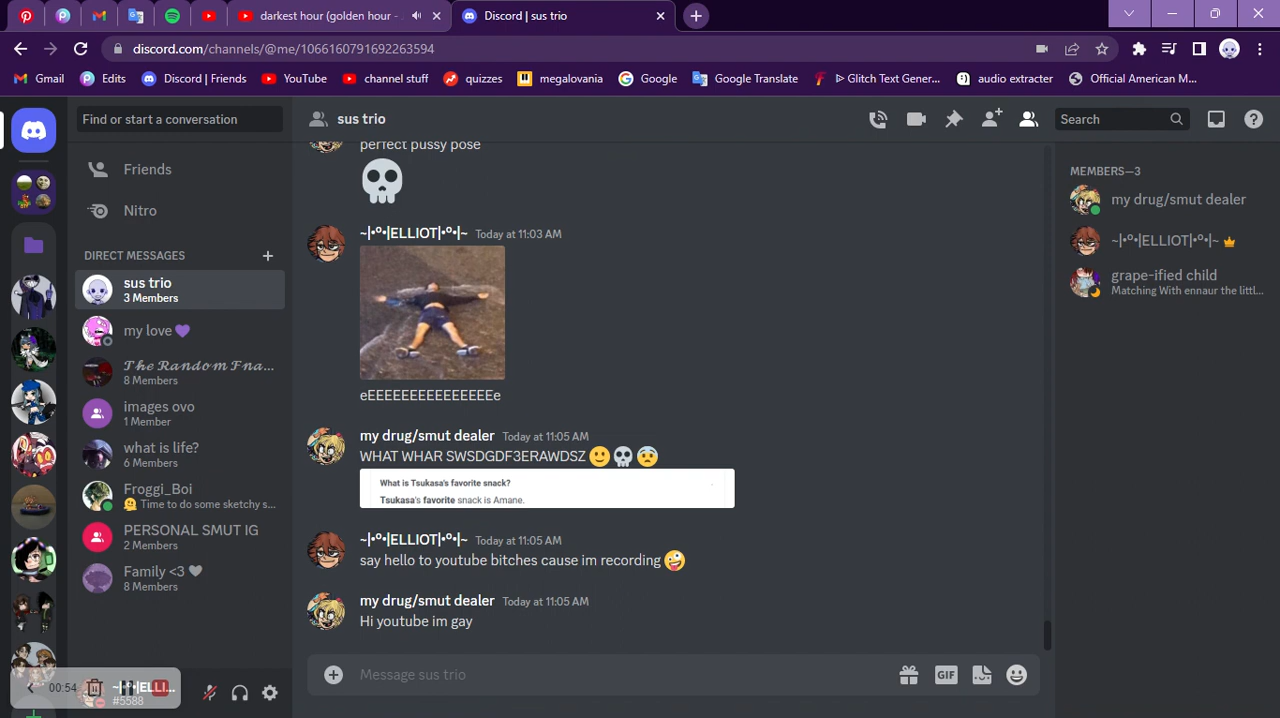 darkest hour (golden hour -
Discord | sus trio
discord.com/channels/@me/1066160791692263594
Gmail
Edits
Discord | Friends
YouTube
channel stuff
quizzes
megalovania
Google
Google Translate
ᐈ Glitch Text Gener...
audio extracter
Official American M...
Find or start a conversation
Friends
Nitro
DIRECT MESSAGES
sus trio
3 Members
my love💜
𝓣𝓱𝓮 𝓡𝓪𝓷𝓭𝓸𝓶 𝓕𝓷𝓪...
8 Members
images ovo
1 Member
what is life?
6 Members
Froggi_Boi
🫠 Time to do some sketchy s...
PERSONAL SMUT IG
2 Members
Family <3 🖤
8 Members
00:54
~|•º•|ELLI...
#5588
sus trio
Search
perfect pussy pose
💀
~|•º•|ELLIOT|•º•|~ Today at 11:03 AM
eEEEEEEEEEEEEEEEe
my drug/smut dealer Today at 11:05 AM
WHAT WHAR SWSDGDF3ERAWDSZ 🙂 💀 😨
What is Tsukasa's favorite snack?
Tsukasa's favorite snack is Amane.
~|•º•|ELLIOT|•º•|~ Today at 11:05 AM
say hello to youtube bitches cause im recording 🤪
my drug/smut dealer Today at 11:05 AM
Hi youtube im gay
Message sus trio
GIF
MEMBERS—3
my drug/smut dealer
~|•º•|ELLIOT|•º•|~
grape-ified child
Matching With ennaur the littl...